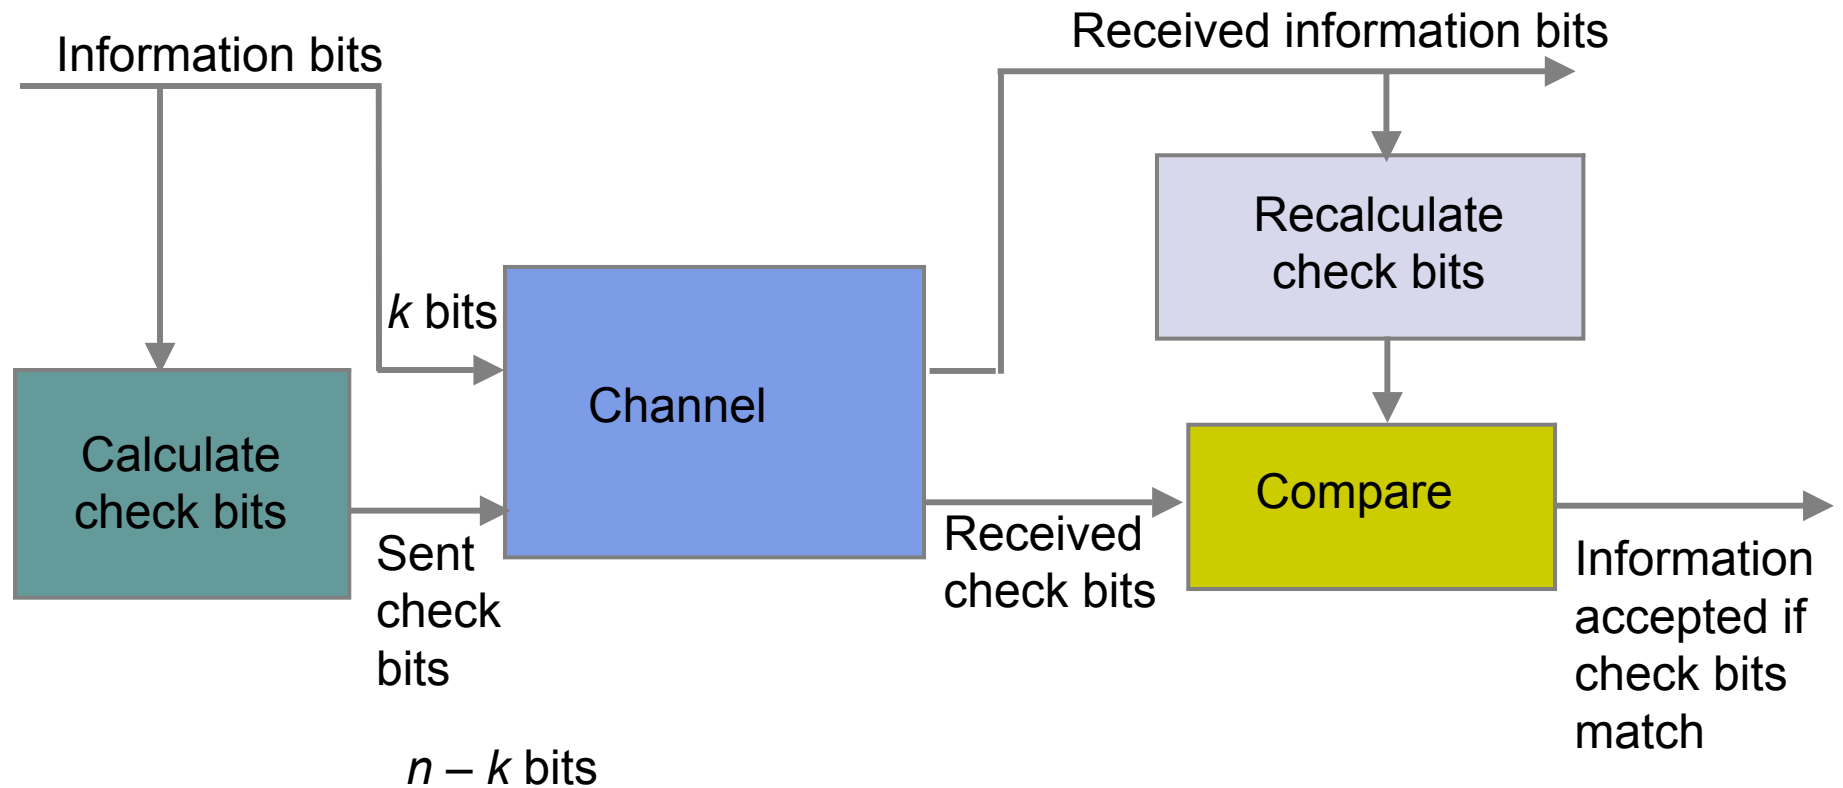 Information bits
Received information bits
Recalculate
check bits
k bits
Channel
Calculate
check bits
Compare
Sent
check
bits
Received
check bits
Information
accepted if
check bits
match
n – k bits